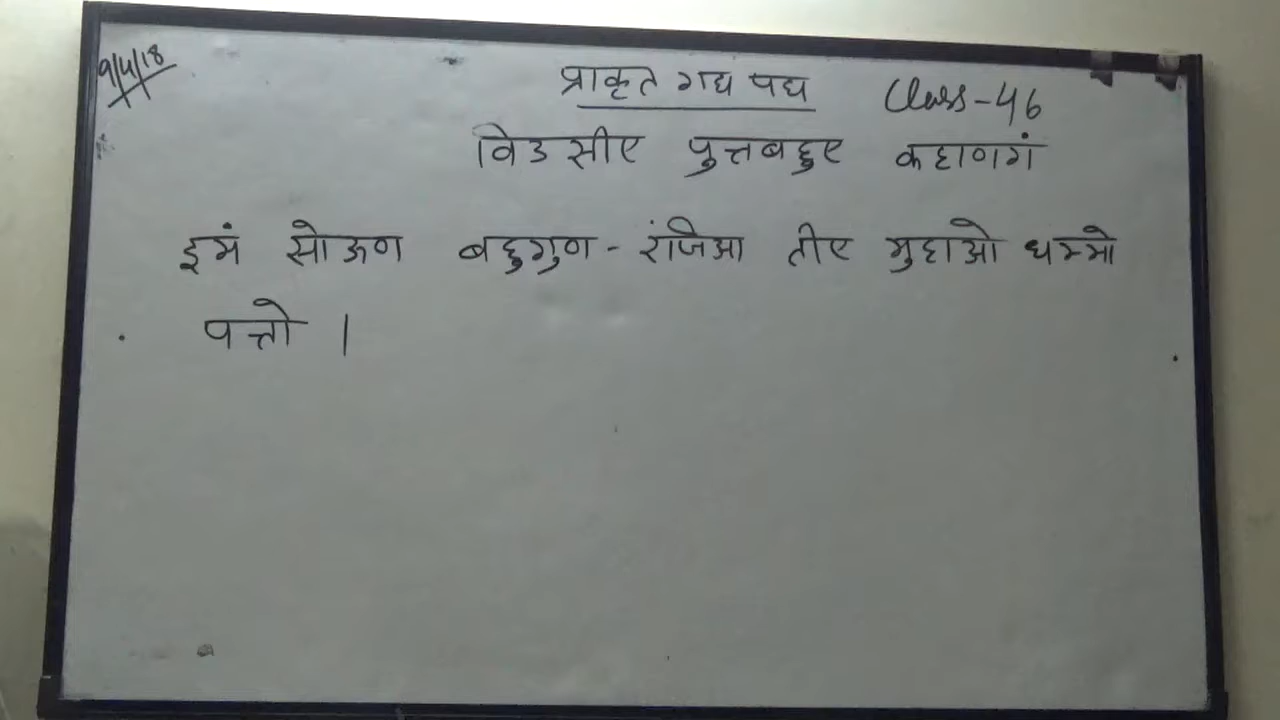 9/4/18
प्राकृत गद्य पद्य Class-46
विउसीए पुत्तबहुए कहाणगं
इमं सोऊण बहुगुण-रंजिआ तीए मुहाओ धम्मो
पत्तो ।